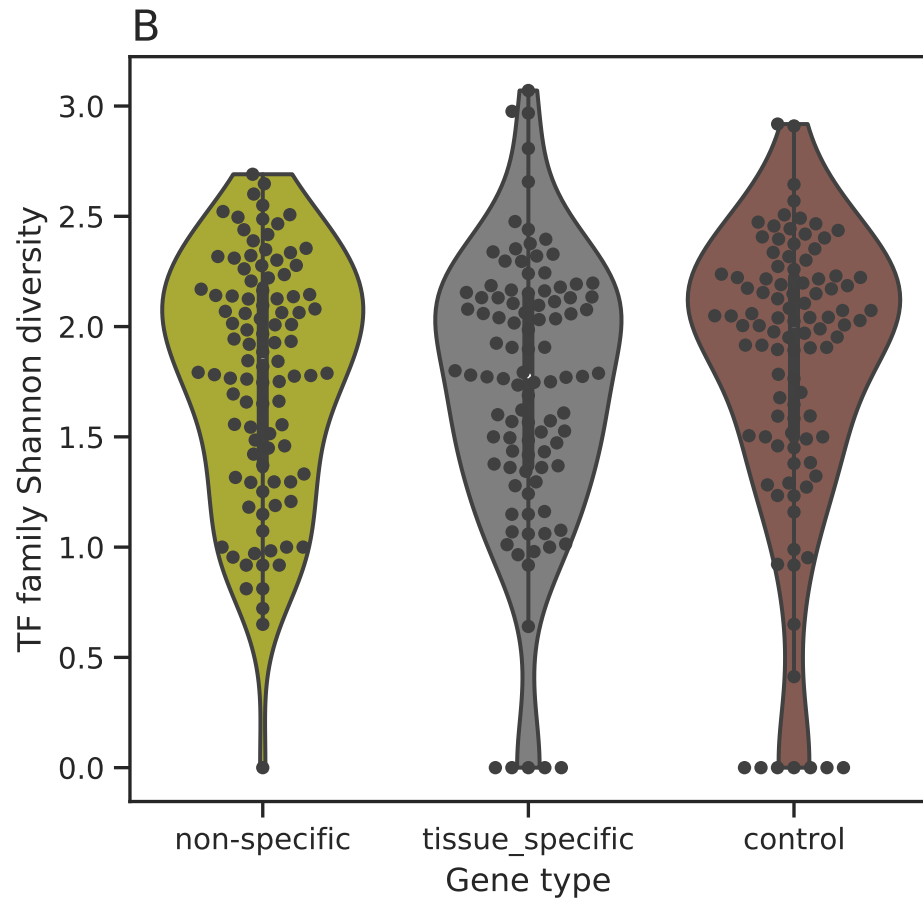 B
TF family Shannon diversity
3.0
2.5
2.0
1.5
1.0
0.5
0.0
non-specific
tissue_specific
control
Gene type